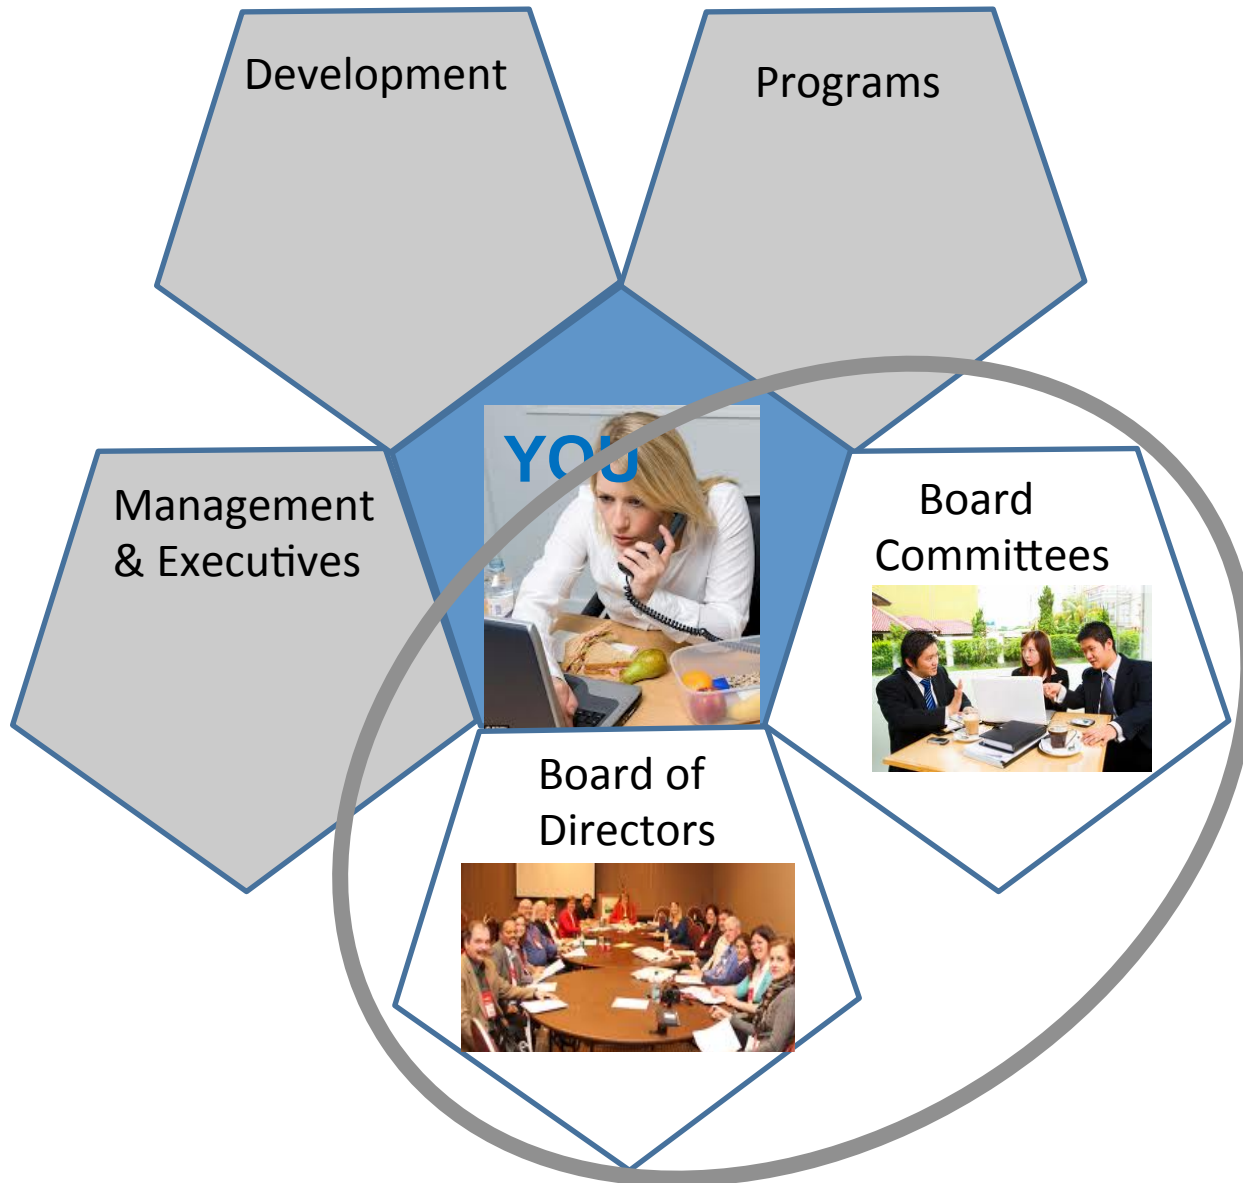 Development
Programs
YOU
Management
& Executives
Board
Committees
Board of
Directors